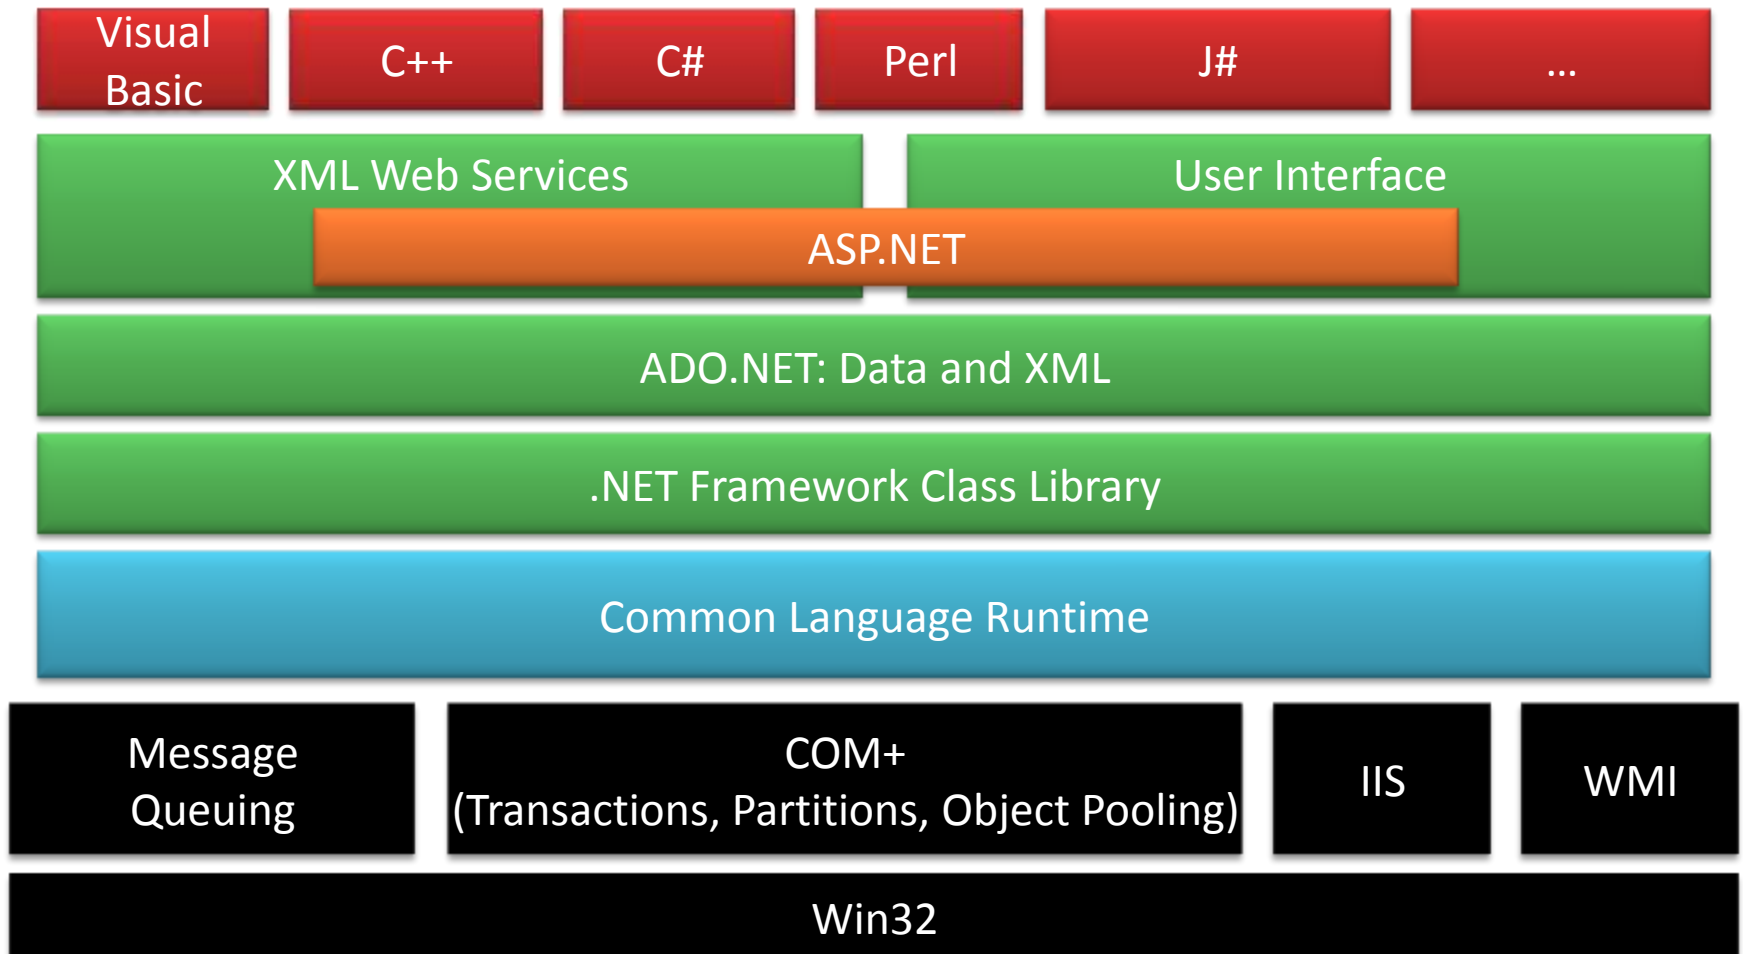 Visual
Basic
C++
C#
Perl
J#
...
XML Web Services
User Interface
ASP.NET
ADO.NET: Data and XML
.NET Framework Class Library
Common Language Runtime
Message
Queuing
COM+
(Transactions, Partitions, Object Pooling)
IIS
WMI
Win32